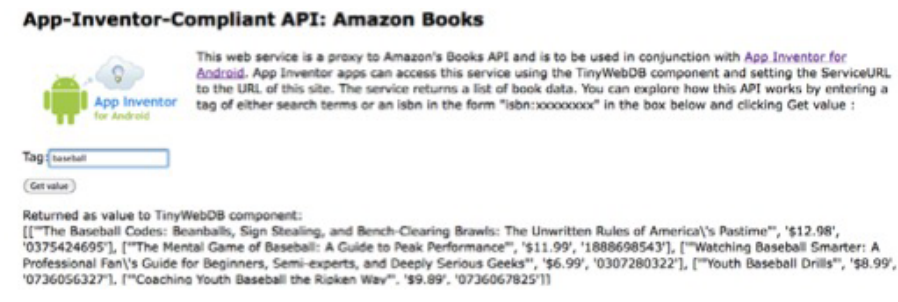 App-Inventor-Compliant API: Amazon Books
This web service is a proxy to Amazon's Books API and is to be used in conjunction with App Inventor for
Android. App Inventor apps can access this service using the TinyWebDB component and setting the ServiceURL
to the URL of this site. The service returns a list of book data. You can explore how this API works by entering a
tag of either search terms or an isbn in the form "isbn:xxxxxxxx" in the box below and clicking Get value :
App Inventor
for Android
Tag: baseball
Get value
Returned as value to TinyWebDB component:
[['"The Baseball Codes: Beanballs, Sign Stealing, and Bench-Clearing Brawls: The Unwritten Rules of America\'s Pastime"', '$12.98',
'0375424695'], ['"The Mental Game of Baseball: A Guide to Peak Performance"', '$11.99', '1888698543'], ['"Watching Baseball Smarter: A
Professional Fan\'s Guide for Beginners, Semi-experts, and Deeply Serious Geeks"', '$6.99', '0307280322'], ['"Youth Baseball Drills"', '$8.99',
'0736056327'], ['"Coaching Youth Baseball the Ripken Way"', '$9.89', '0736067825']]